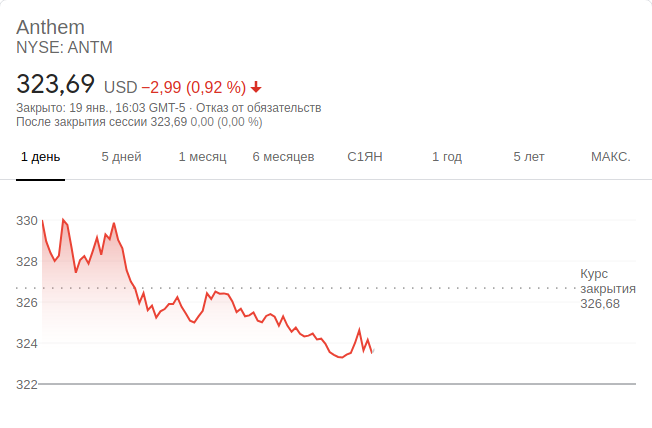 Anthem
NYSE: ANTM
323,69 USD −2,99 (0,92 %)
Закрыто: 19 янв., 16:03 GMT-5 · Отказ от обязательств
После закрытия сессии 323,69 0,00 (0,00 %)
1 день 5 дней 1 месяц 6 месяцев С1ЯН 1 год 5 лет МАКС.
330
328
Курс
закрытия
326,68
326
324
322